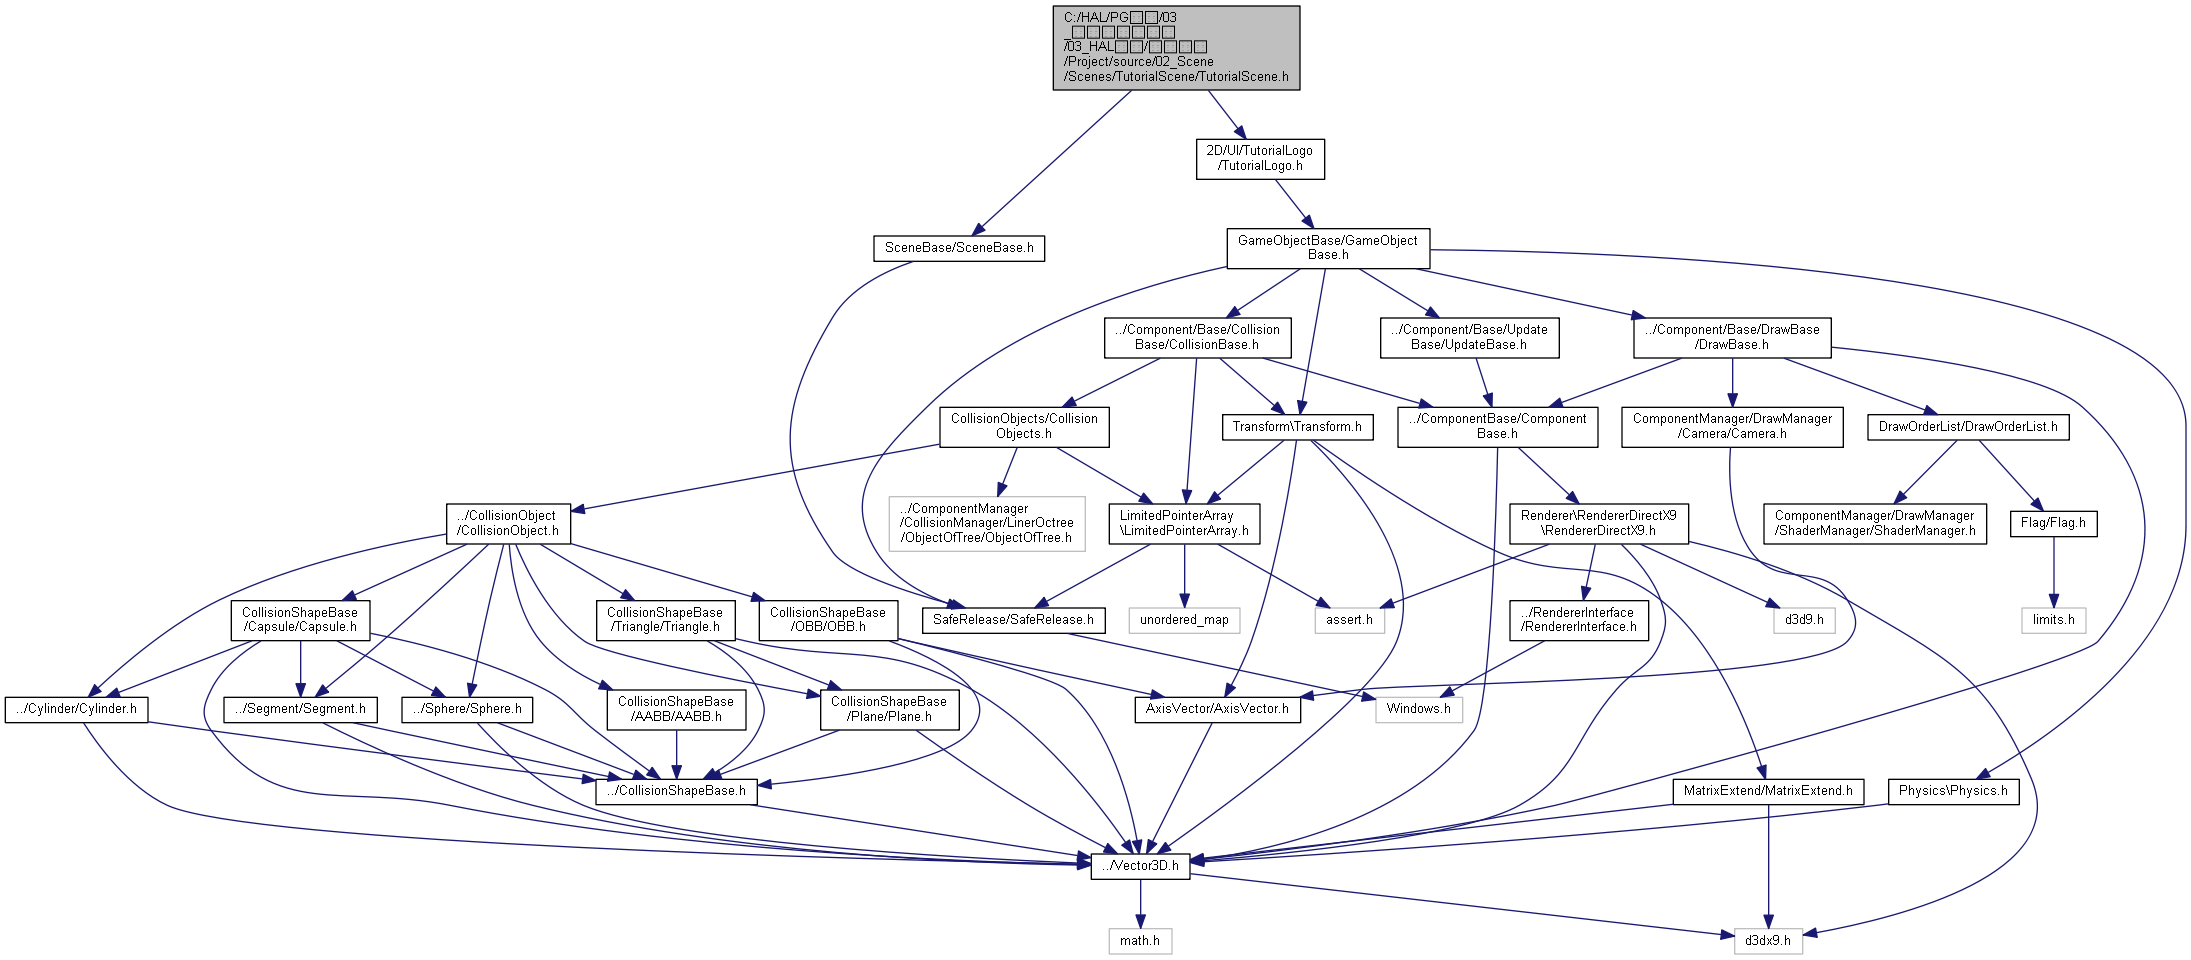 C:/HAL/PG□□/03
_□□□□□□□
/03_HAL□□/□□□□
/Project/source/02_Scene
/Scenes/TutorialScene/TutorialScene.h
2D/UI/TutorialLogo
/TutorialLogo.h
SceneBase/SceneBase.h
GameObjectBase/GameObject
Base.h
../Component/Base/Collision
Base/CollisionBase.h
../Component/Base/Update
Base/UpdateBase.h
../Component/Base/DrawBase
/DrawBase.h
CollisionObjects/Collision
Objects.h
Transform\Transform.h
../ComponentBase/Component
Base.h
ComponentManager/DrawManager
/Camera/Camera.h
DrawOrderList/DrawOrderList.h
../CollisionObject
/CollisionObject.h
../ComponentManager
/CollisionManager/LinerOctree
/ObjectOfTree/ObjectOfTree.h
LimitedPointerArray
\LimitedPointerArray.h
Renderer\RendererDirectX9
\RendererDirectX9.h
ComponentManager/DrawManager
/ShaderManager/ShaderManager.h
Flag/Flag.h
CollisionShapeBase
/Capsule/Capsule.h
CollisionShapeBase
/Triangle/Triangle.h
CollisionShapeBase
/OBB/OBB.h
SafeRelease/SafeRelease.h
unordered_map
assert.h
../RendererInterface
/RendererInterface.h
d3d9.h
limits.h
../Cylinder/Cylinder.h
../Segment/Segment.h
../Sphere/Sphere.h
CollisionShapeBase
/AABB/AABB.h
CollisionShapeBase
/Plane/Plane.h
AxisVector/AxisVector.h
Windows.h
../CollisionShapeBase.h
MatrixExtend/MatrixExtend.h
Physics\Physics.h
../Vector3D.h
math.h
d3dx9.h